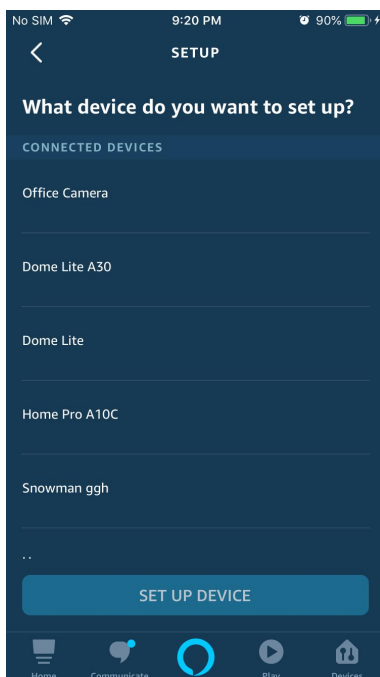 No SIM 9:20 PM 90%
SETUP
What device do you want to set up?
CONNECTED DEVICES
Office Camera
Dome Lite A30
Dome Lite
Home Pro A10C
Snowman ggh
..
SET UP DEVICE
Home Communicate Play Devices